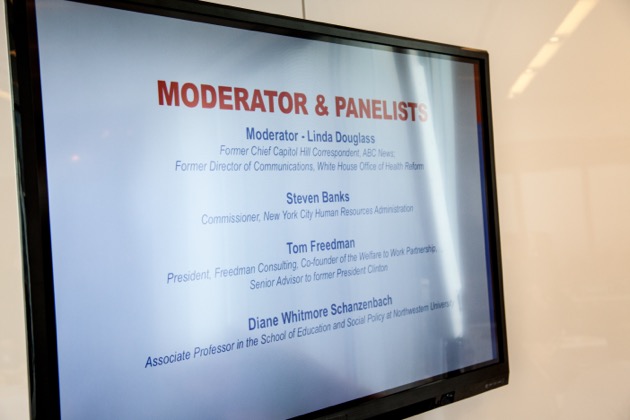 MODERATOR & PANELISTS
Moderator - Linda Douglass
Former Chief Capitol Hill Correspondent, ABC News;
Former Director of Communications, White House Office of Health Reform
Steven Banks
Commissioner, New York City Human Resources Administration
Tom Freedman
President, Freedman Consulting, Co-founder of the Welfare to Work Partnership,
Senior Advisor to former President Clinton
Diane Whitmore Schanzenbach
Associate Professor in the School of Education and Social Policy at Northwestern University